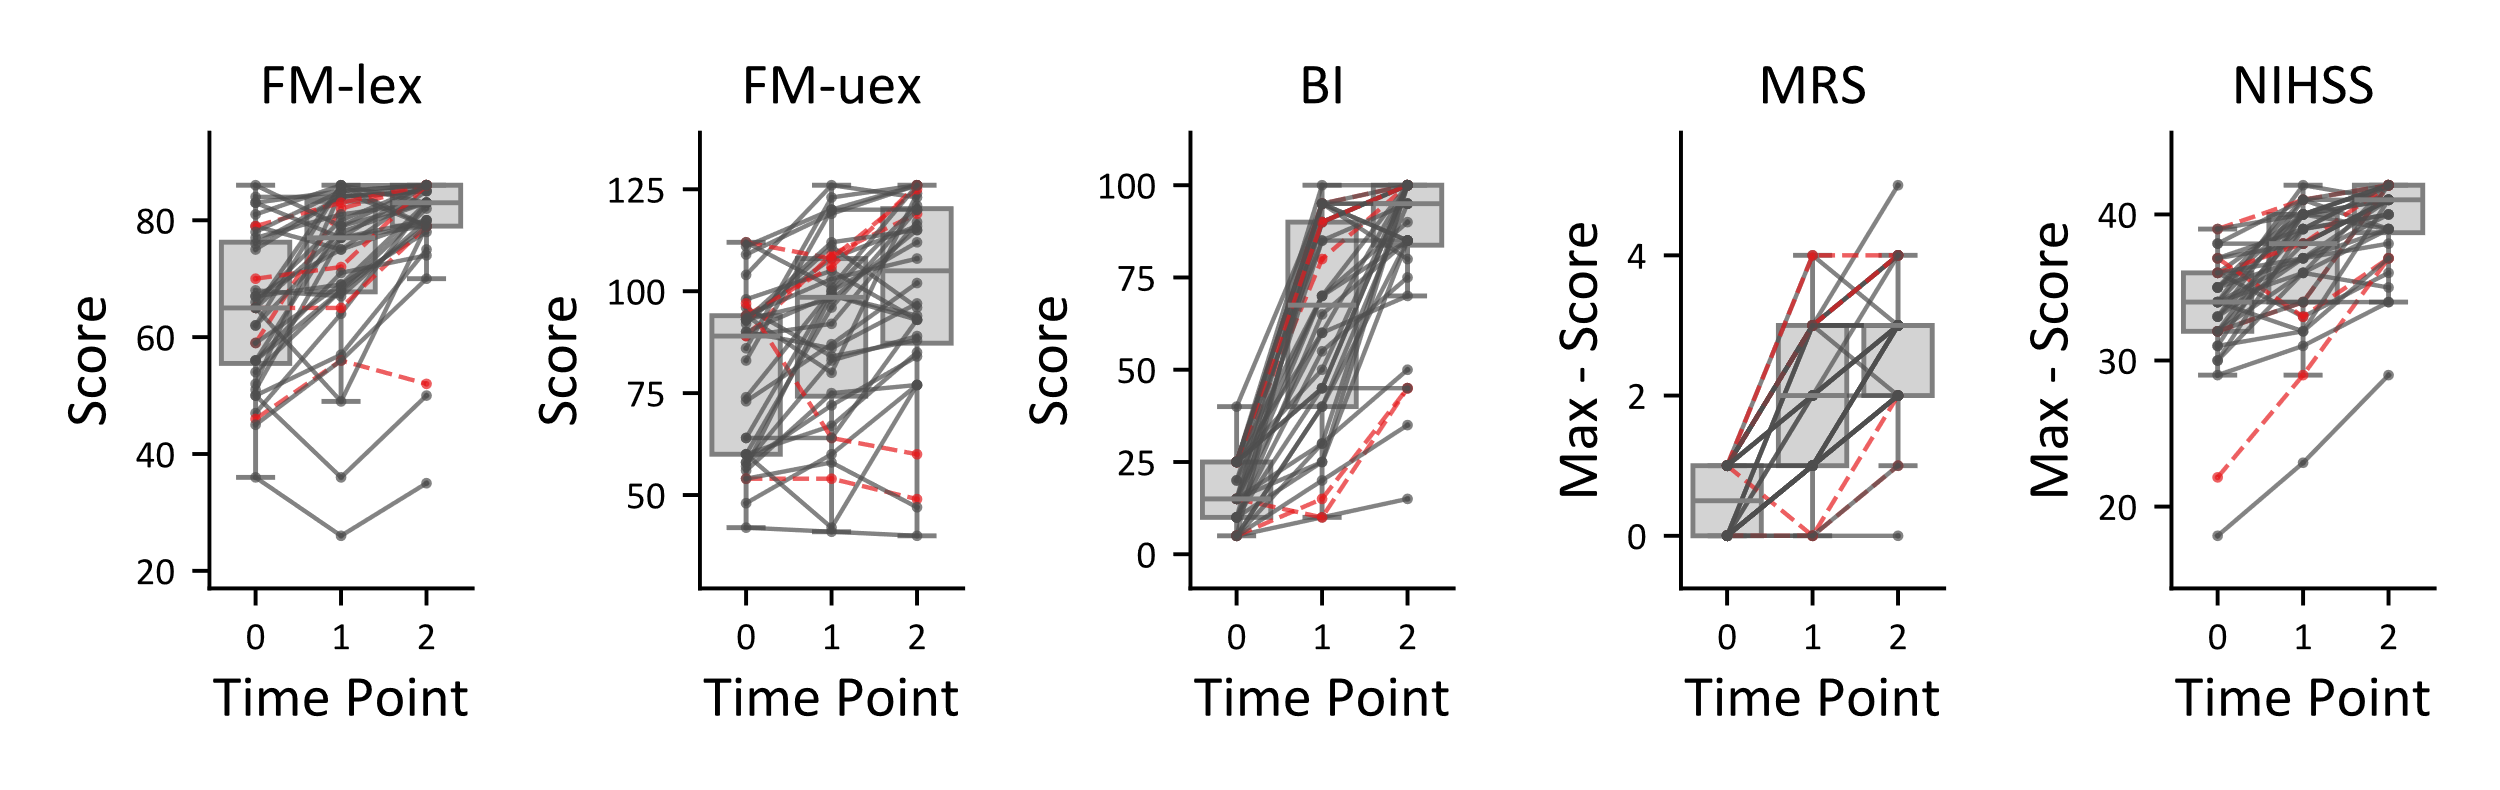 FM-lex
FM-uex
BI
MRS
NIHSS
Score
80
60
40
20
0 1 2
Time Point
Score
125
100
75
50
0 1 2
Time Point
Score
100
75
50
25
0
0 1 2
Time Point
Max - Score
4
2
0
0 1 2
Time Point
Max - Score
40
30
20
0 1 2
Time Point